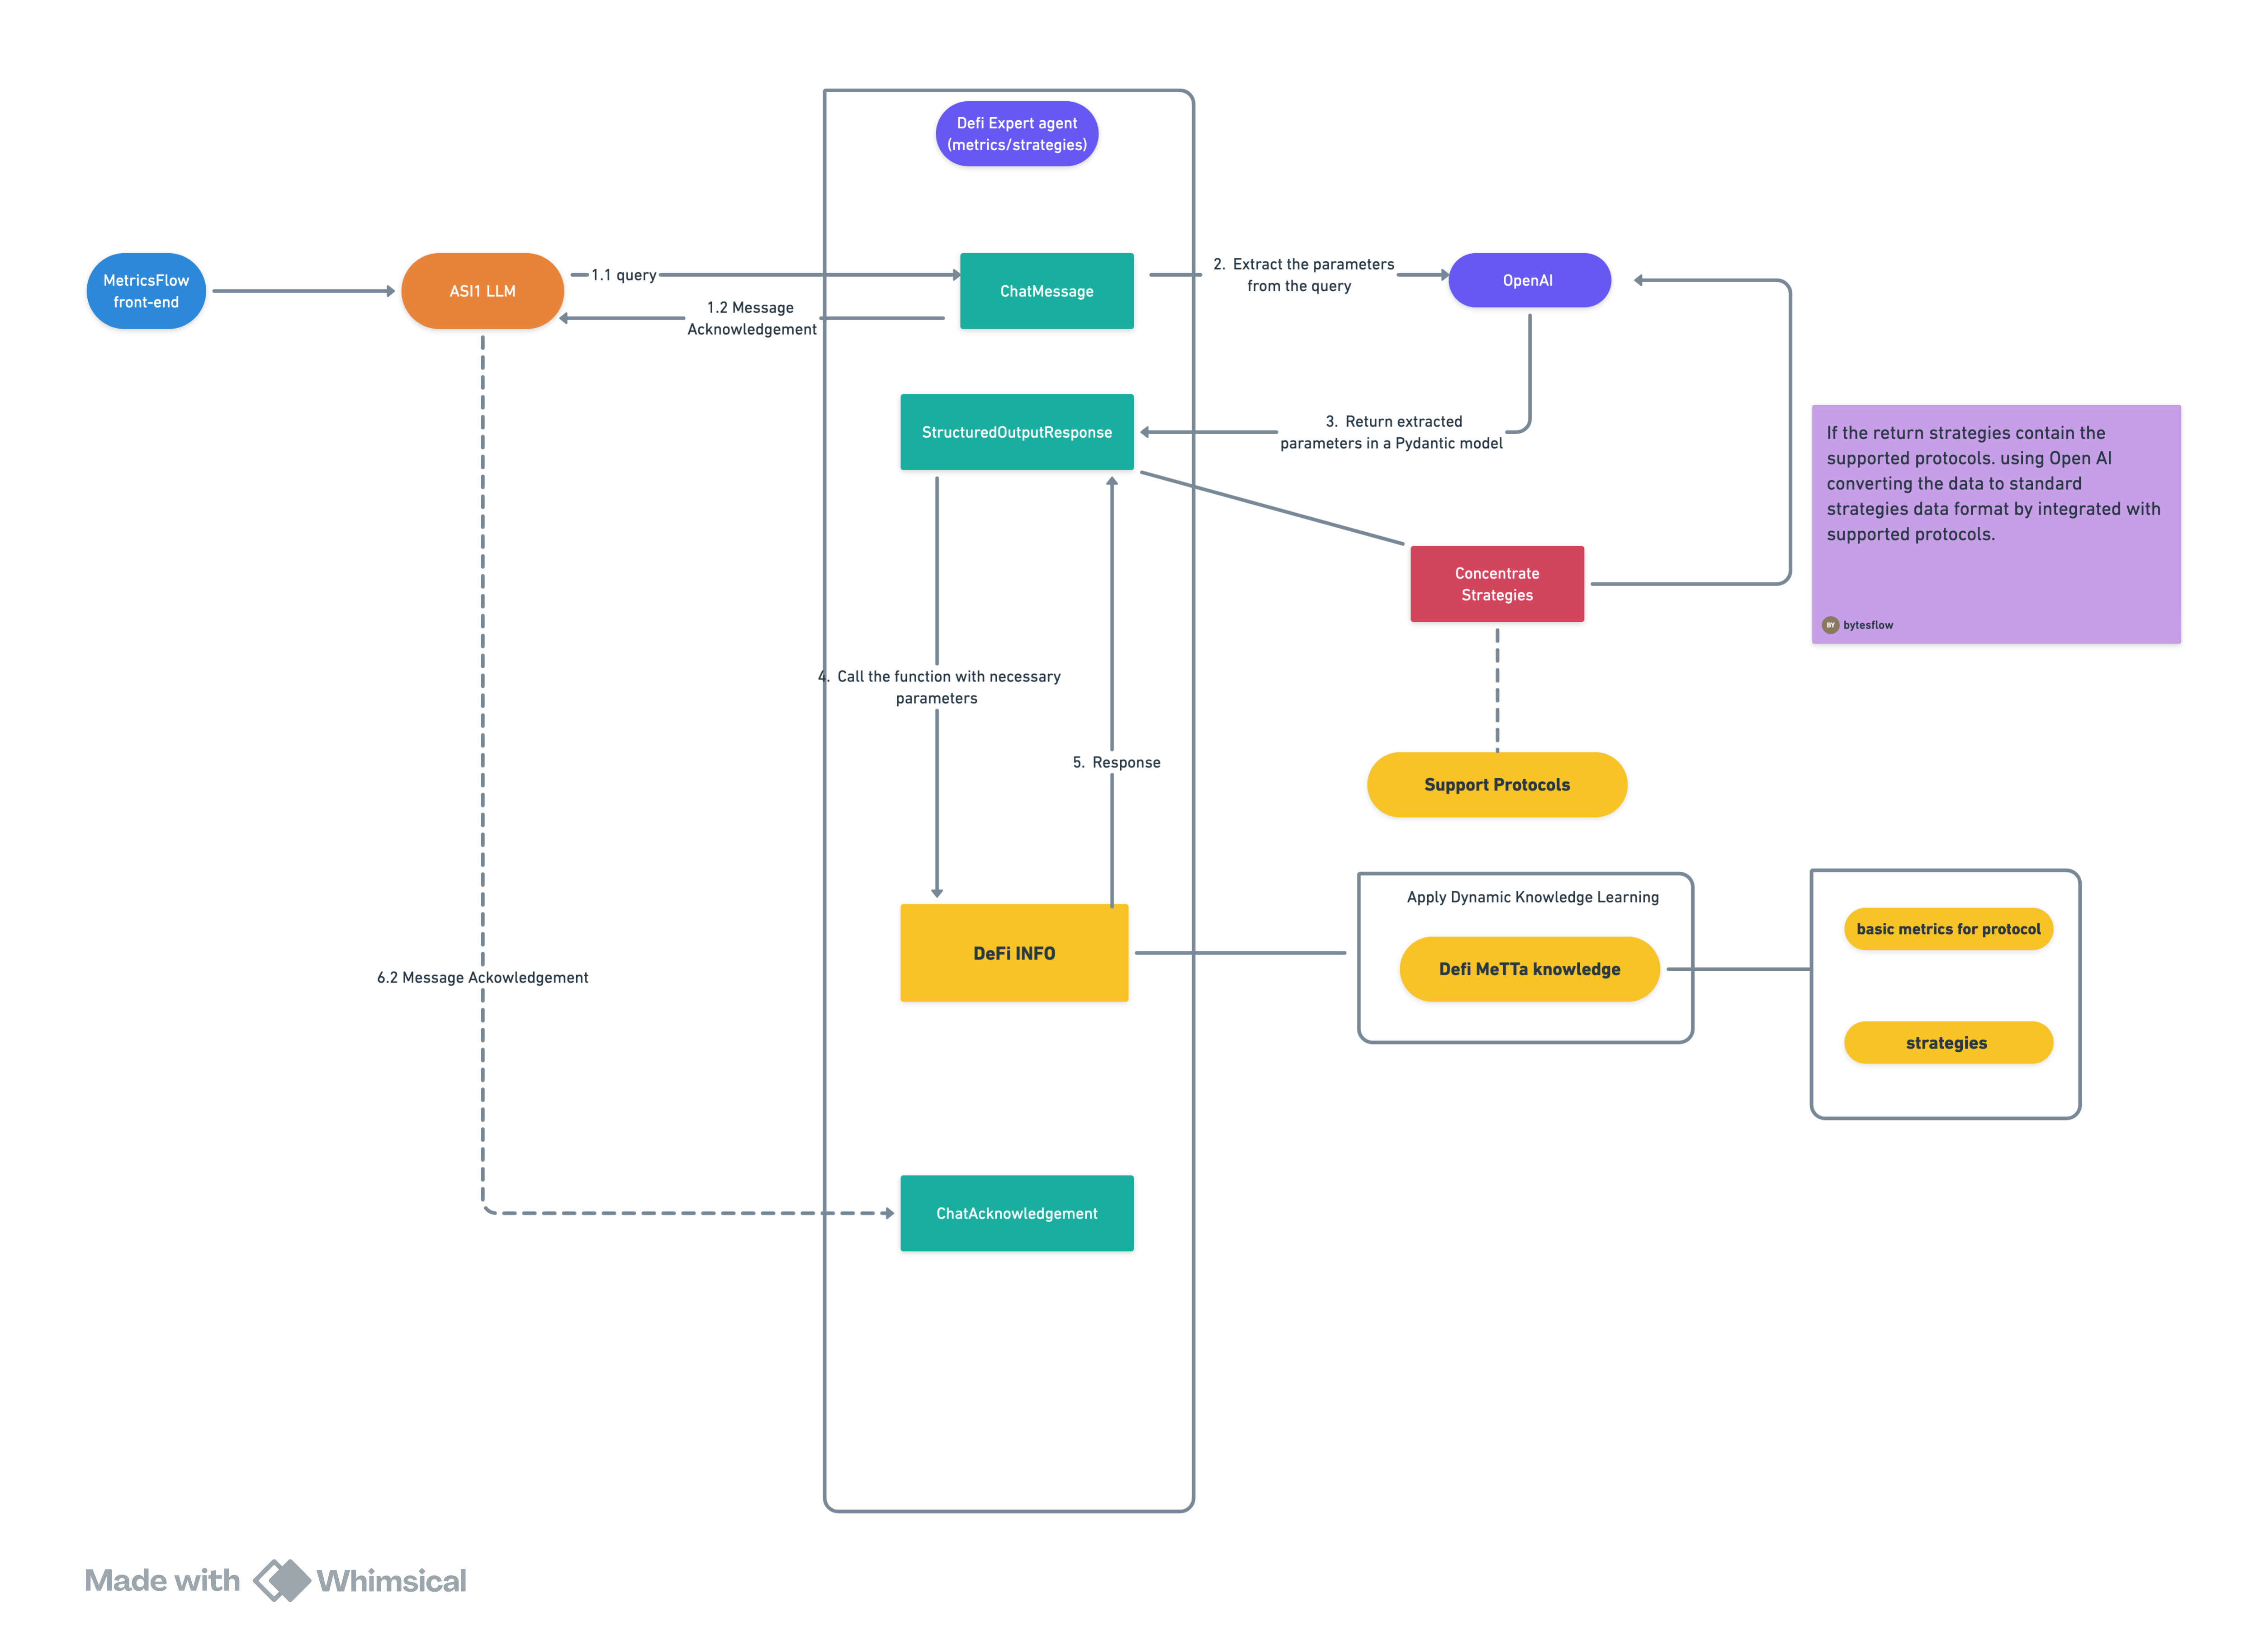 Defi Expert agent
(metrics/strategies)
MetricsFlow
front-end
ASI1 LLM
1.1 query
1.2 Message
Acknowledgement
ChatMessage
2. Extract the parameters
from the query
OpenAI
StructuredOutputResponse
3. Return extracted
parameters in a Pydantic model
If the return strategies contain the
supported protocols. using Open AI
converting the data to standard
strategies data format by integrated with
supported protocols.
BY bytesflow
Concentrate
Strategies
4. Call the function with necessary
parameters
5. Response
Support Protocols
Apply Dynamic Knowledge Learning
DeFi INFO
Defi MeTTa knowledge
basic metrics for protocol
strategies
6.2 Message Ackowledgement
ChatAcknowledgement
Made with Whimsical